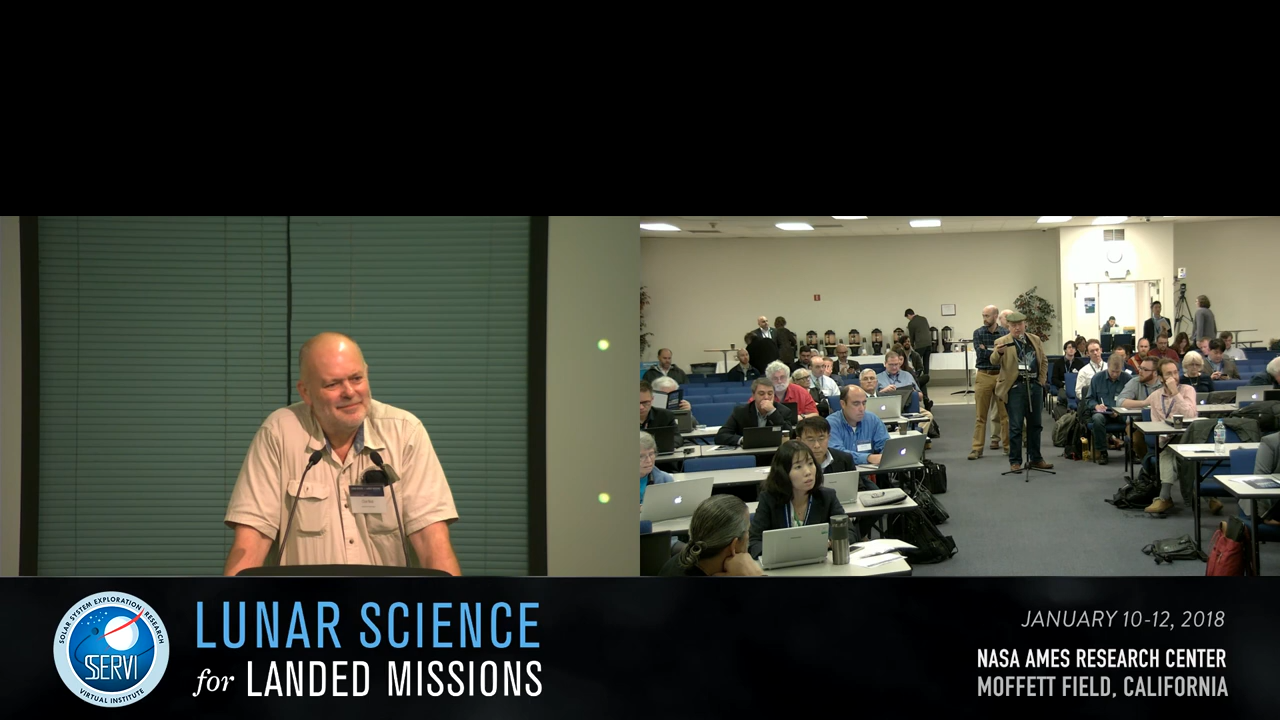 SOLAR SYSTEM EXPLORATION RESEARCH
SSERVI
VIRTUAL INSTITUTE
LUNAR SCIENCE
for LANDED MISSIONS
JANUARY 10-12, 2018
NASA AMES RESEARCH CENTER
MOFFETT FIELD, CALIFORNIA